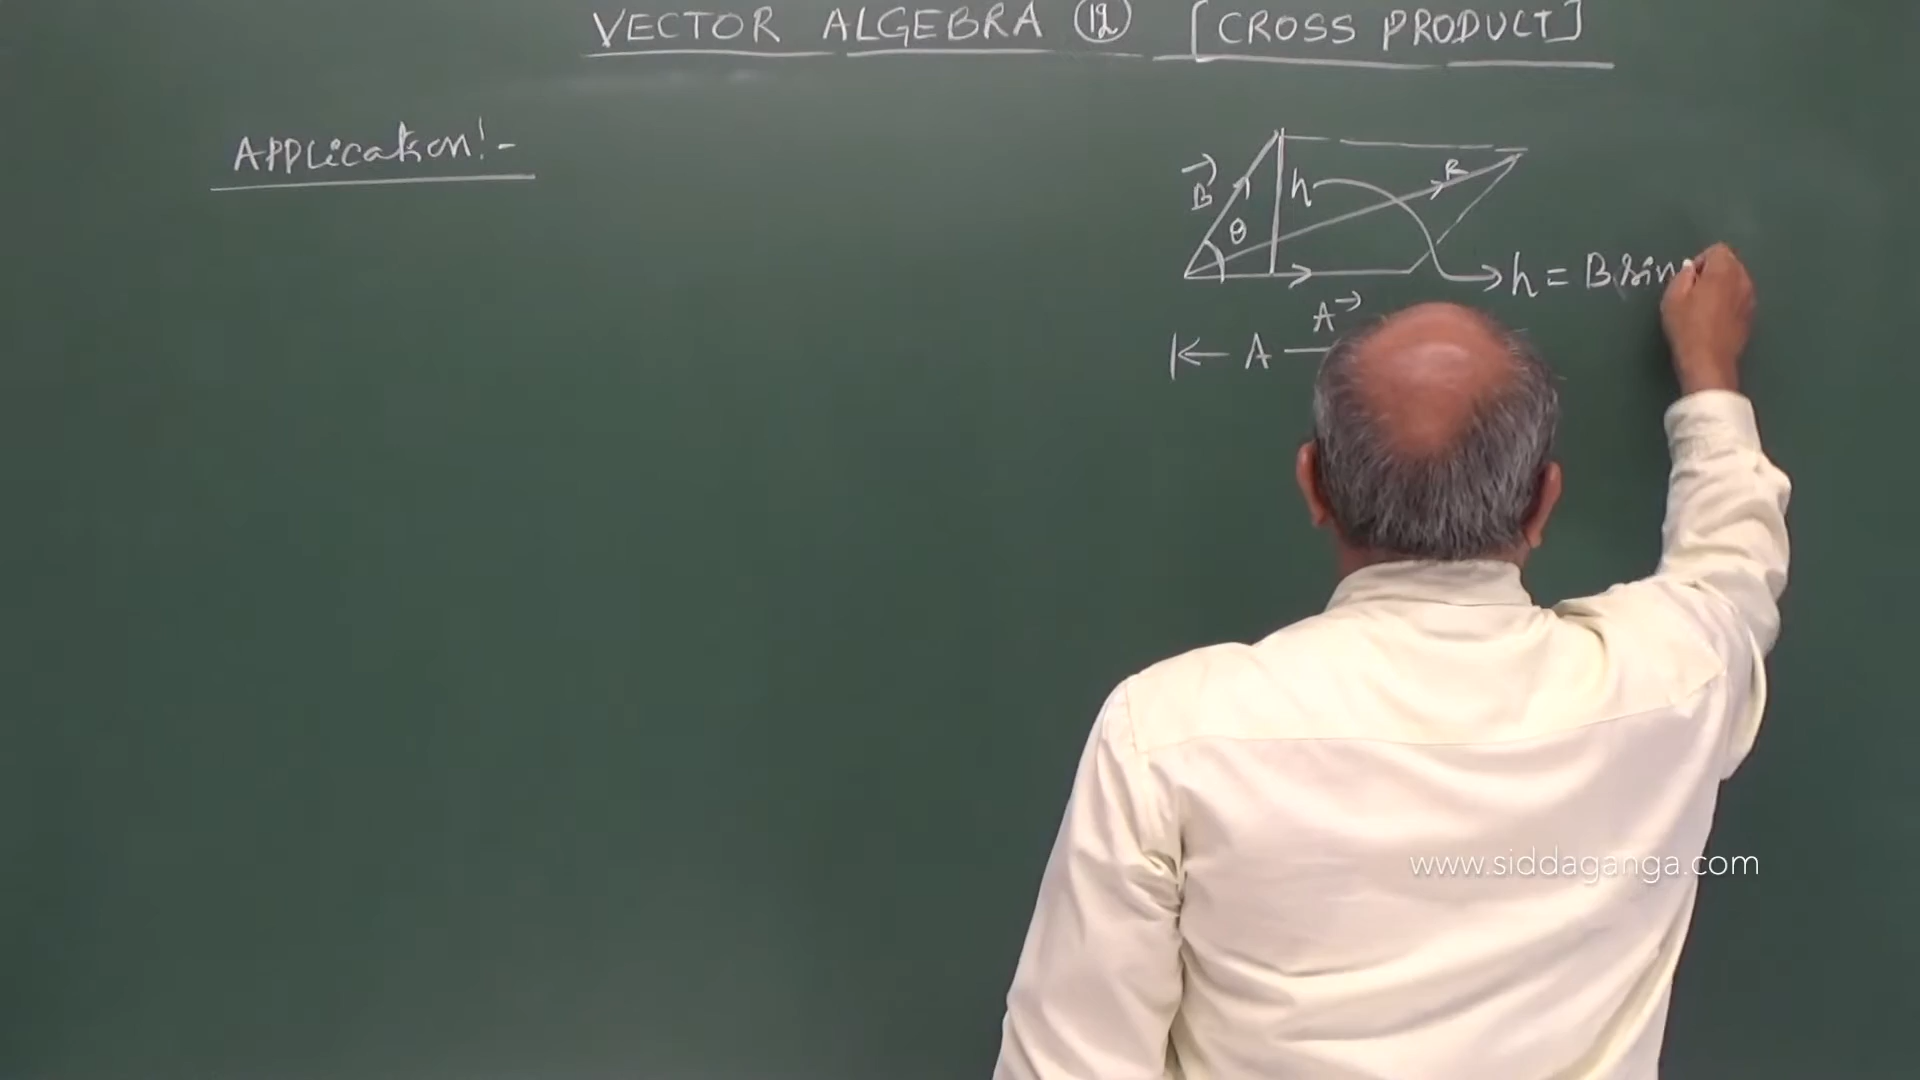 VECTOR ALGEBRA 12 [CROSS PRODUCT]
Application:-
B→
h
R
θ
h = B sin
A→
|← A —
www.siddaganga.com